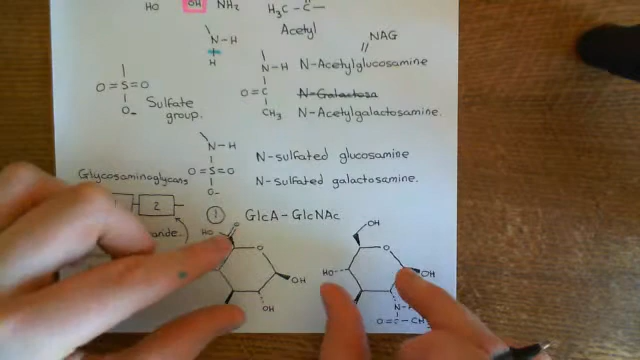 HO OH NH2 H3C-C-
Acetyl
N-H
H
NAG
N-H N-Acetylglucosamine
O=S=O O=C N-Galactosa
O- Sulfate group. CH3 N-Acetylgalactosamine.
N-H N-sulfated glucosamine
Glycosaminoglycans O=S=O N-sulfated galactosamine.
O-
1 2 ① GlcA-GlcNAc
HO O OH
O O
OH HO OH
OH N
O=C-CH